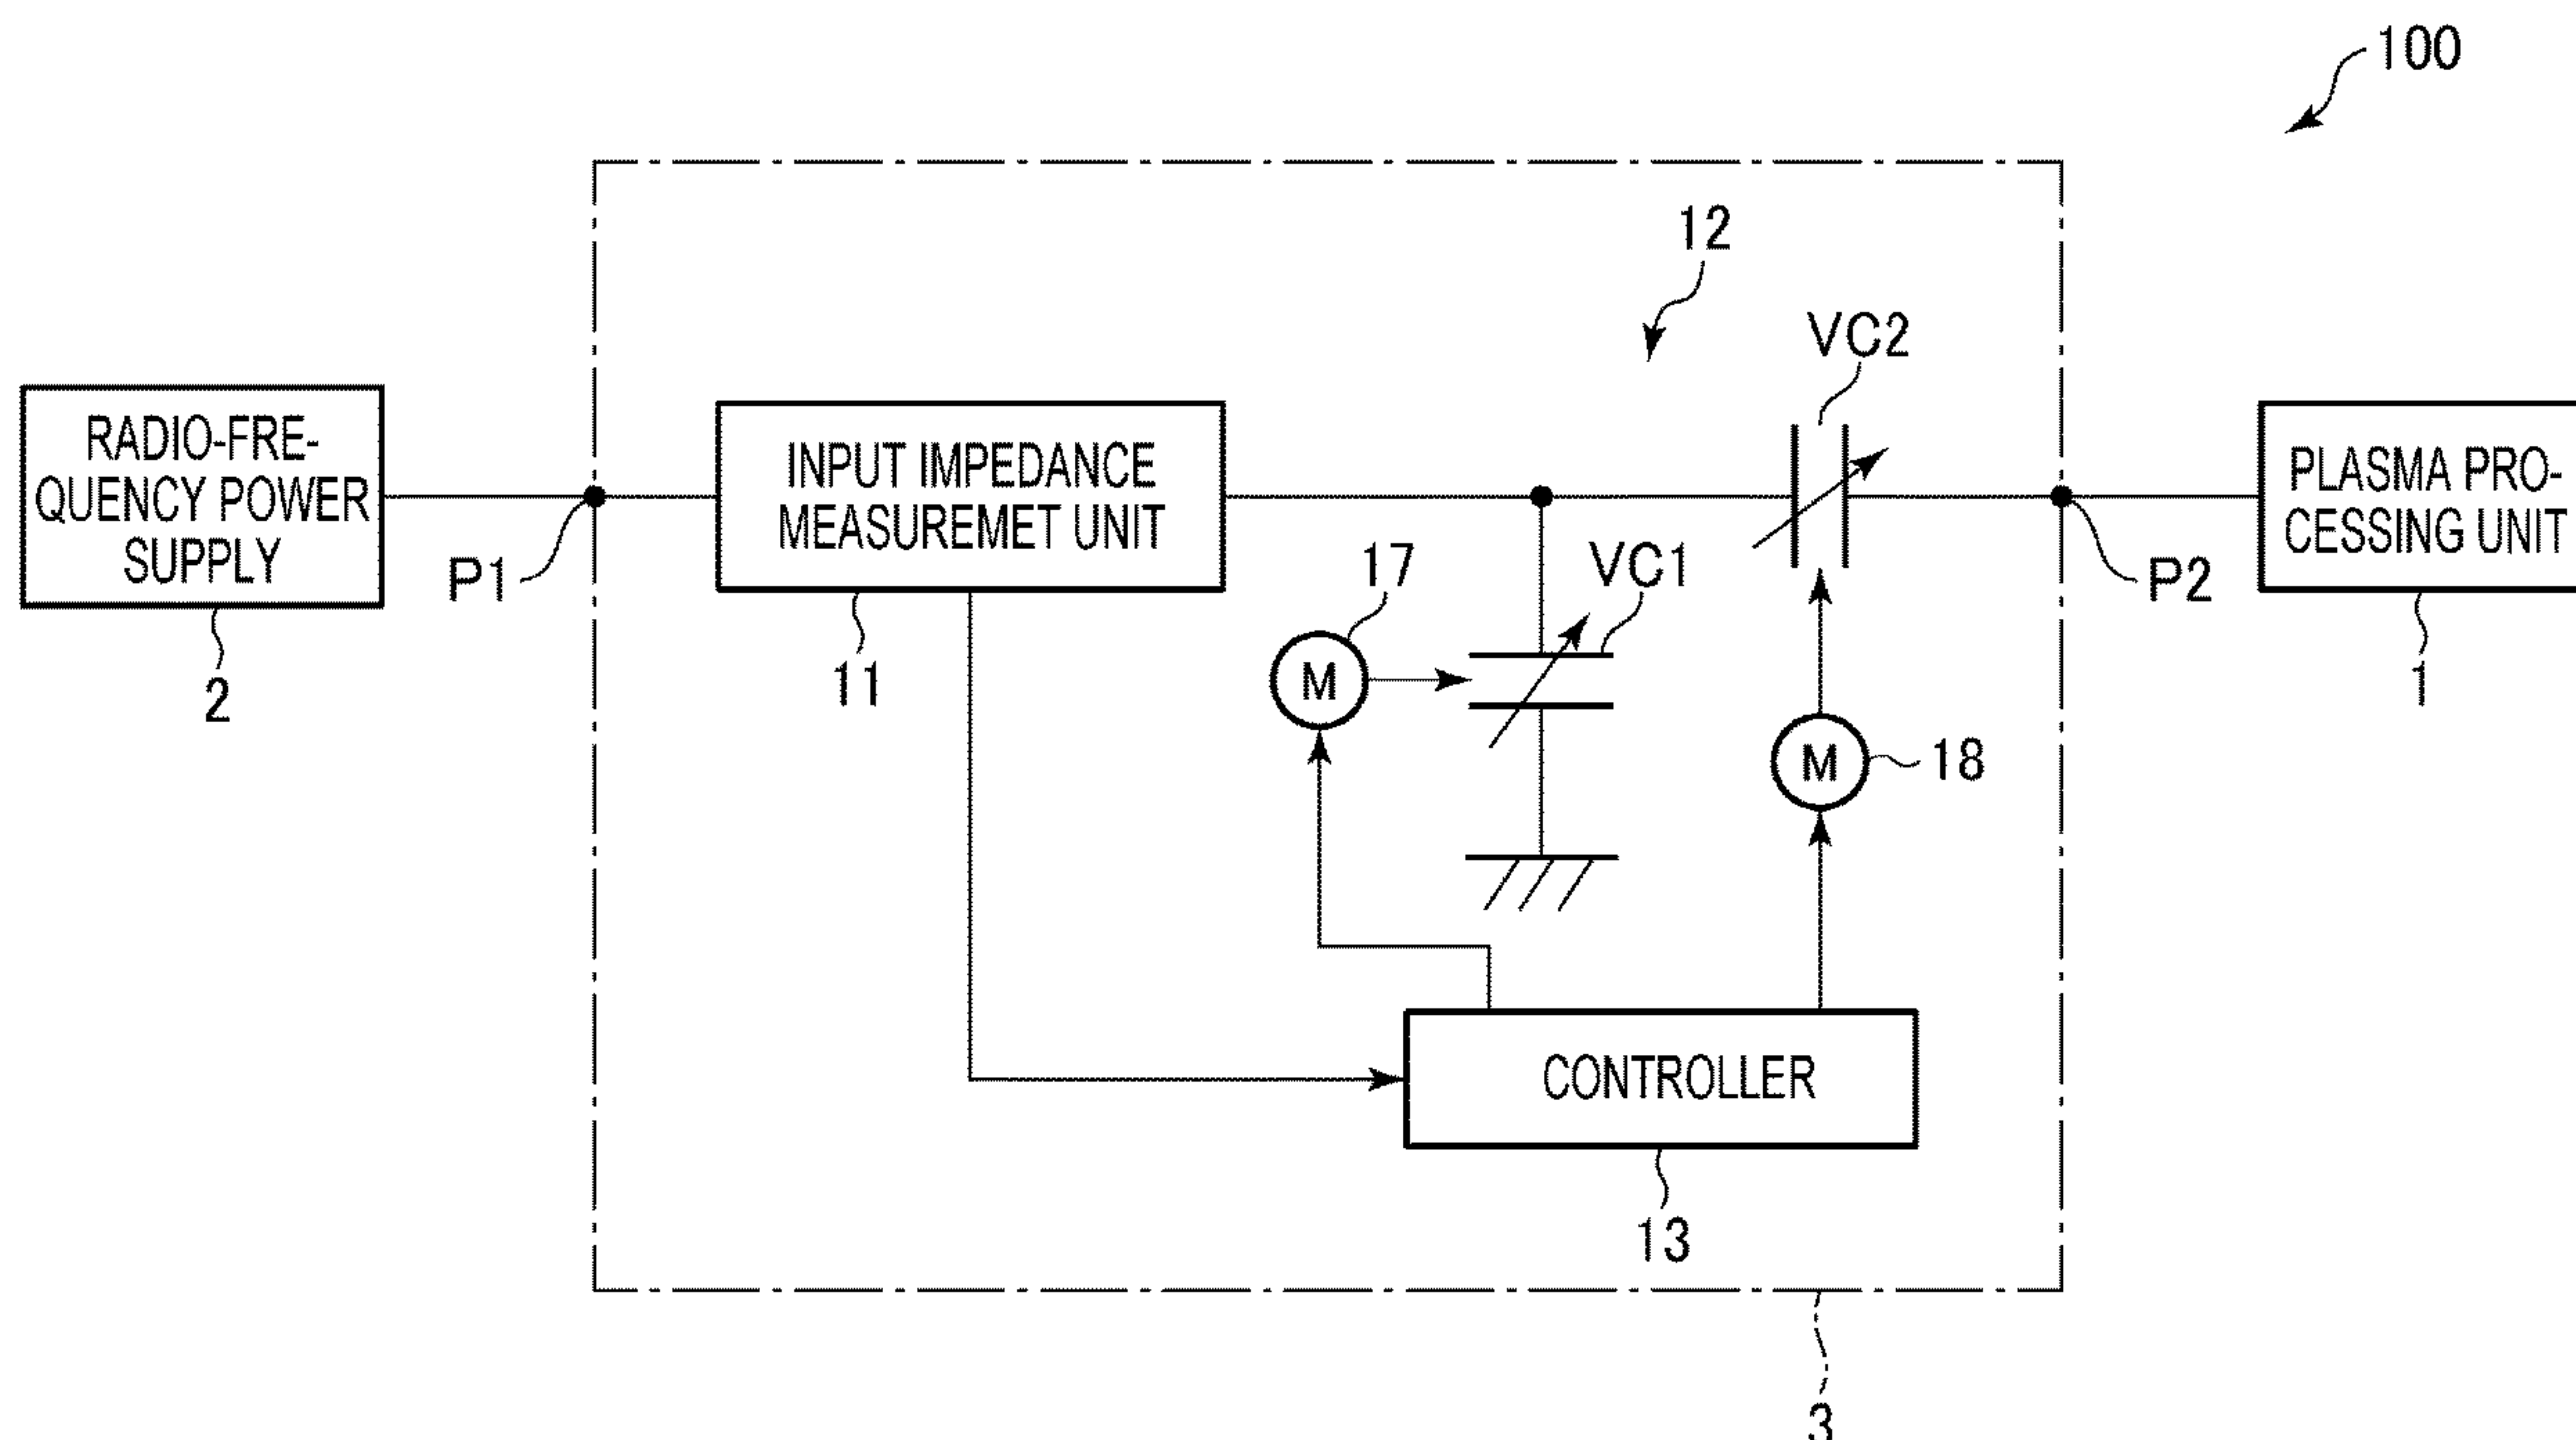 100
12
VC2
RADIO-FRE-
QUENCY POWER
SUPPLY
2
P1
INPUT IMPEDANCE
MEASUREMET UNIT
11
17
M
VC1
M
18
P2
PLASMA PRO-
CESSING UNIT
1
CONTROLLER
13
3